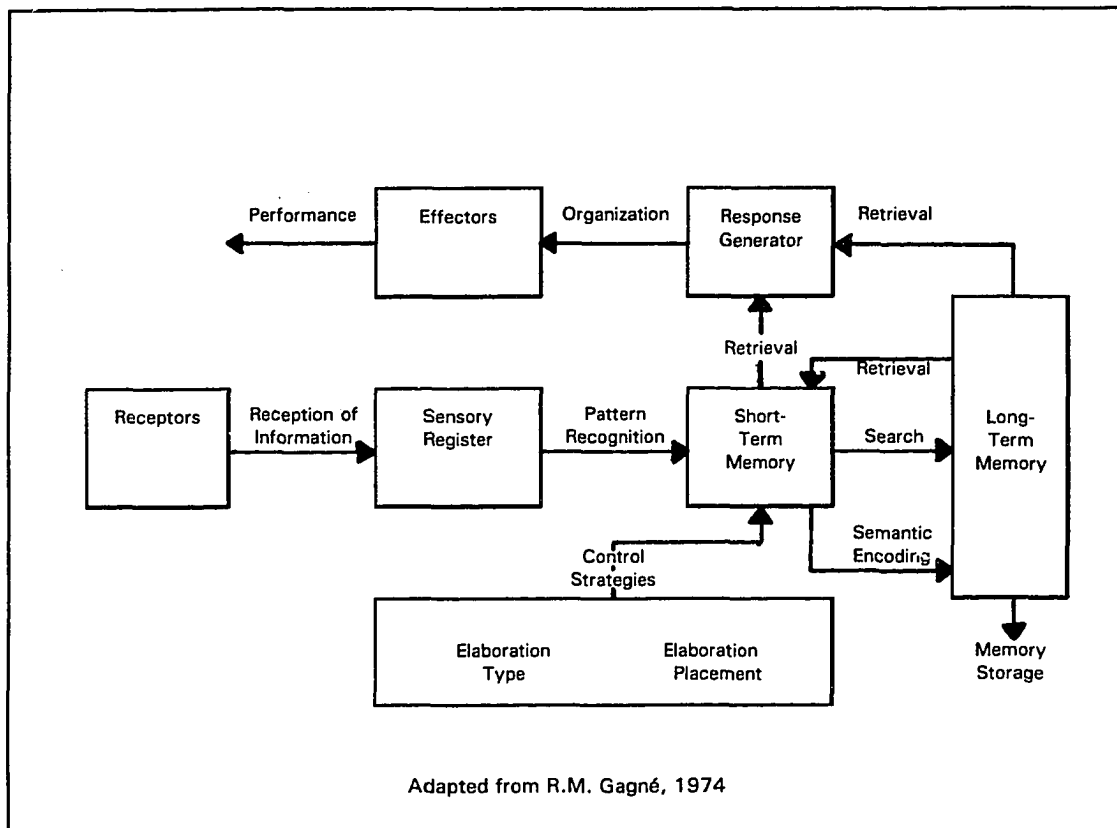 Performance
Effectors
Organization
Response
Generator
Retrieval
Retrieval
Retrieval
Receptors
Reception of
Information
Sensory
Register
Pattern
Recognition
Short-
Term
Memory
Search
Long-
Term
Memory
Semantic
Encoding
Control
Strategies
Elaboration
Type
Elaboration
Placement
Memory
Storage
Adapted from R.M. Gagné, 1974